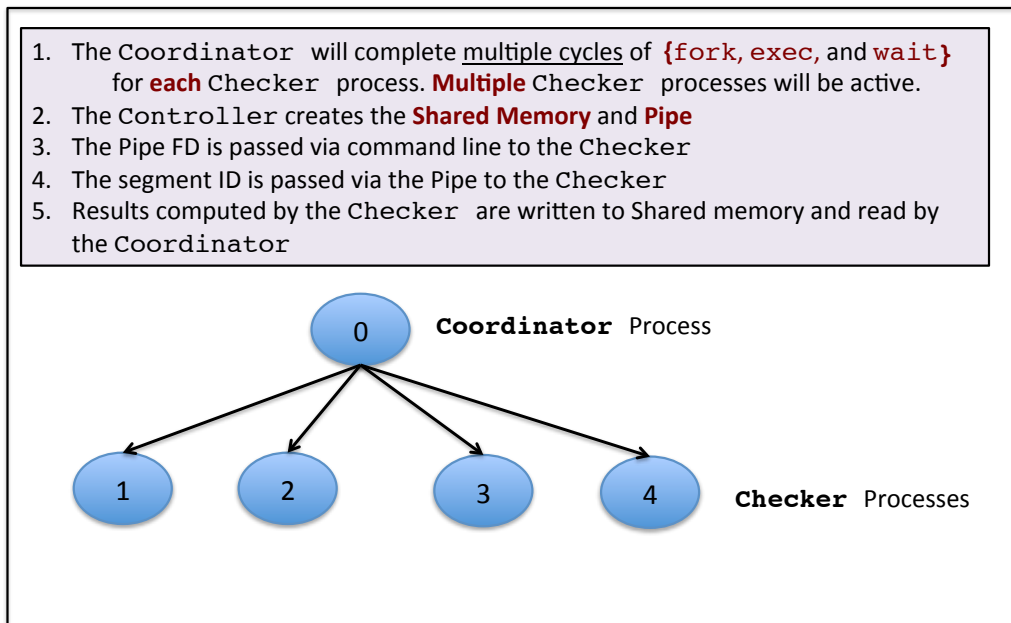 1. The Coordinator will complete multiple cycles of {fork, exec, and wait}
for each Checker process. Multiple Checker processes will be active.
2. The Controller creates the Shared Memory and Pipe
3. The Pipe FD is passed via command line to the Checker
4. The segment ID is passed via the Pipe to the Checker
5. Results computed by the Checker are written to Shared memory and read by
the Coordinator
0
Coordinator Process
1
2
3
4
Checker Processes